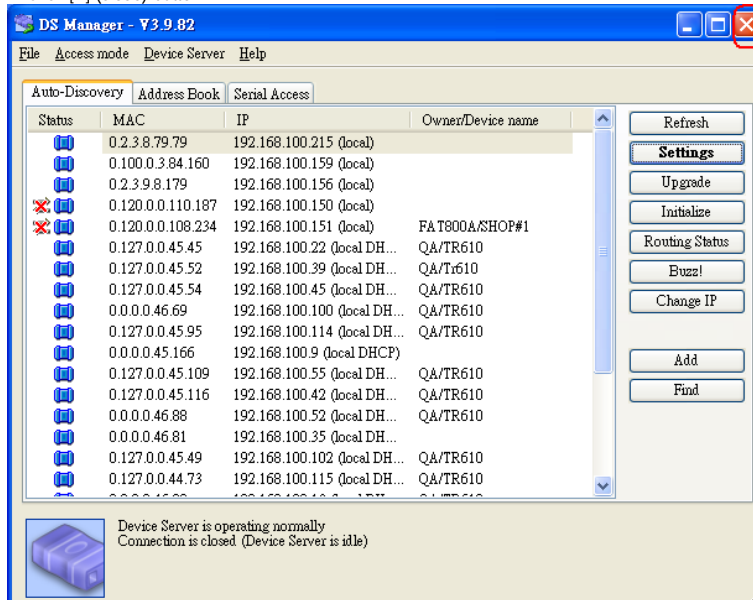 DS Manager - V3.9.82
File Access mode Device Server Help
Auto-Discovery Address Book Serial Access
Status MAC IP Owner/Device name
0.2.3.8.79.79 192.168.100.215 (local)
0.100.0.3.84.160 192.168.100.159 (local)
0.2.3.9.8.179 192.168.100.156 (local)
0.120.0.0.110.187 192.168.100.150 (local)
0.120.0.0.108.234 192.168.100.151 (local) FAT800A/SHOP#1
0.127.0.0.45.45 192.168.100.22 (local DH... QA/TR610
0.127.0.0.45.52 192.168.100.39 (local DH... QA/Tr610
0.127.0.0.45.54 192.168.100.45 (local DH... QA/TR610
0.0.0.0.46.69 192.168.100.100 (local DH... QA/TR610
0.127.0.0.45.95 192.168.100.114 (local DH... QA/TR610
0.0.0.0.45.166 192.168.100.9 (local DHCP)
0.127.0.0.45.109 192.168.100.55 (local DH... QA/TR610
0.127.0.0.45.116 192.168.100.42 (local DH... QA/TR610
0.0.0.0.46.88 192.168.100.52 (local DH... QA/TR610
0.0.0.0.46.81 192.168.100.35 (local DH...
0.127.0.0.45.49 192.168.100.102 (local DH... QA/TR610
0.127.0.0.44.73 192.168.100.115 (local DH... QA/TR610
Refresh
Settings
Upgrade
Initialize
Routing Status
Buzz!
Change IP
Add
Find
Device Server is operating normally
Connection is closed (Device Server is idle)